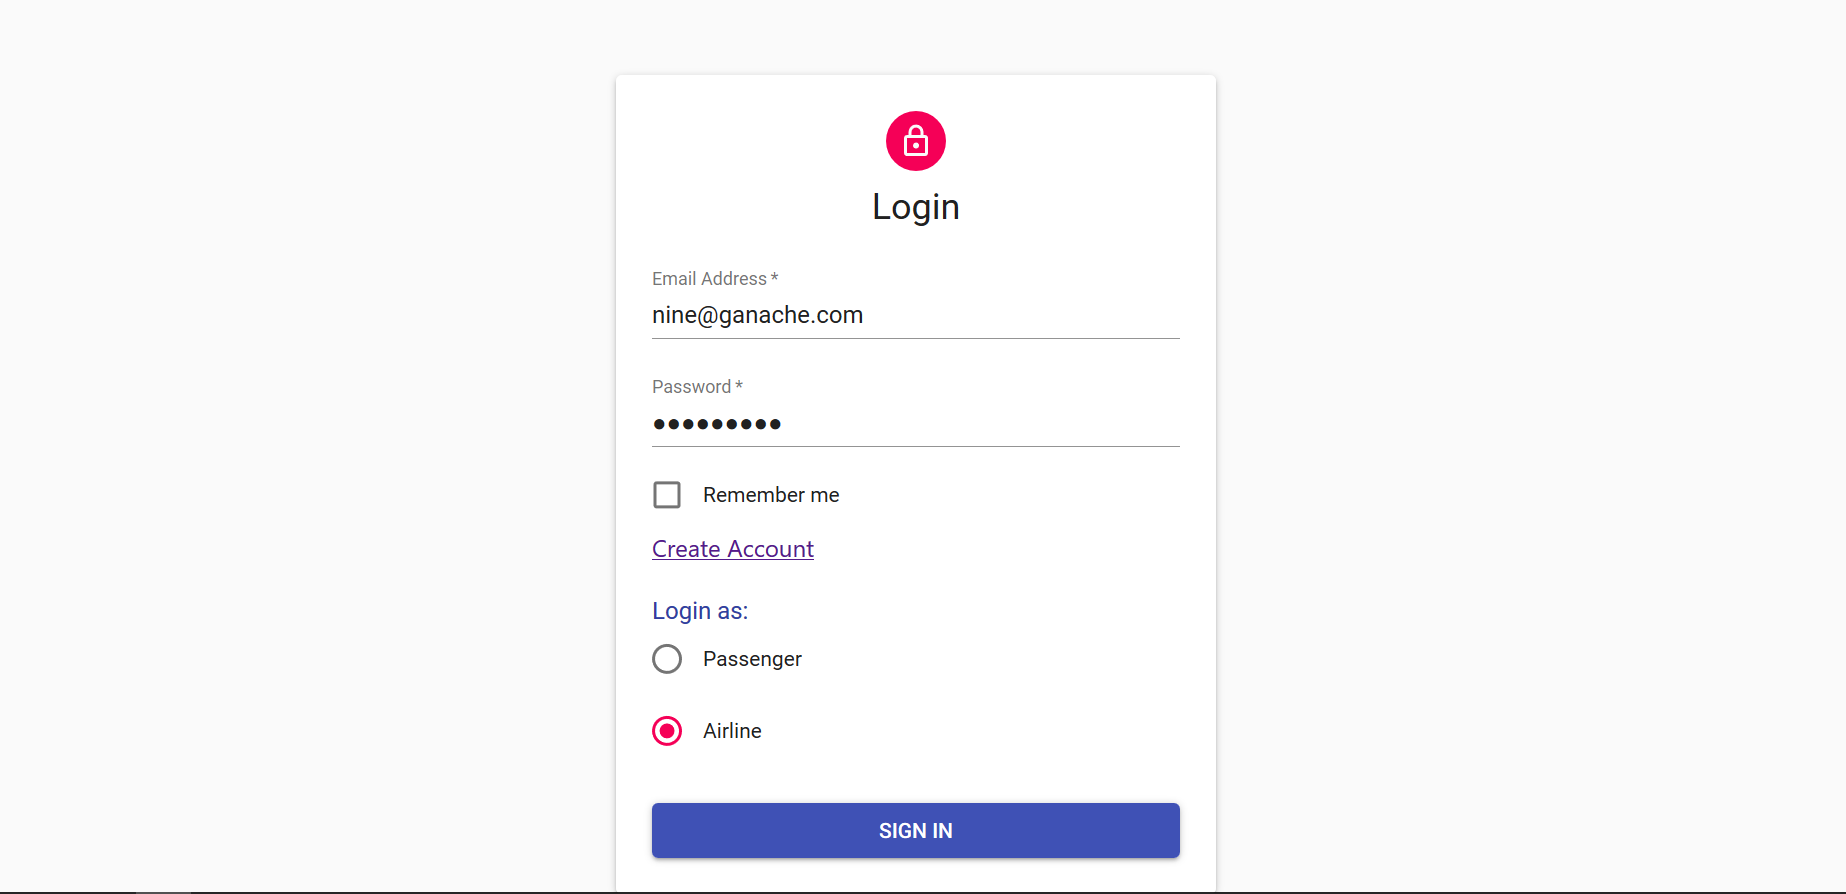 Login
Email Address *
nine@ganache.com
Password *
•••••••••
Remember me
Create Account
Login as:
Passenger
Airline
SIGN IN